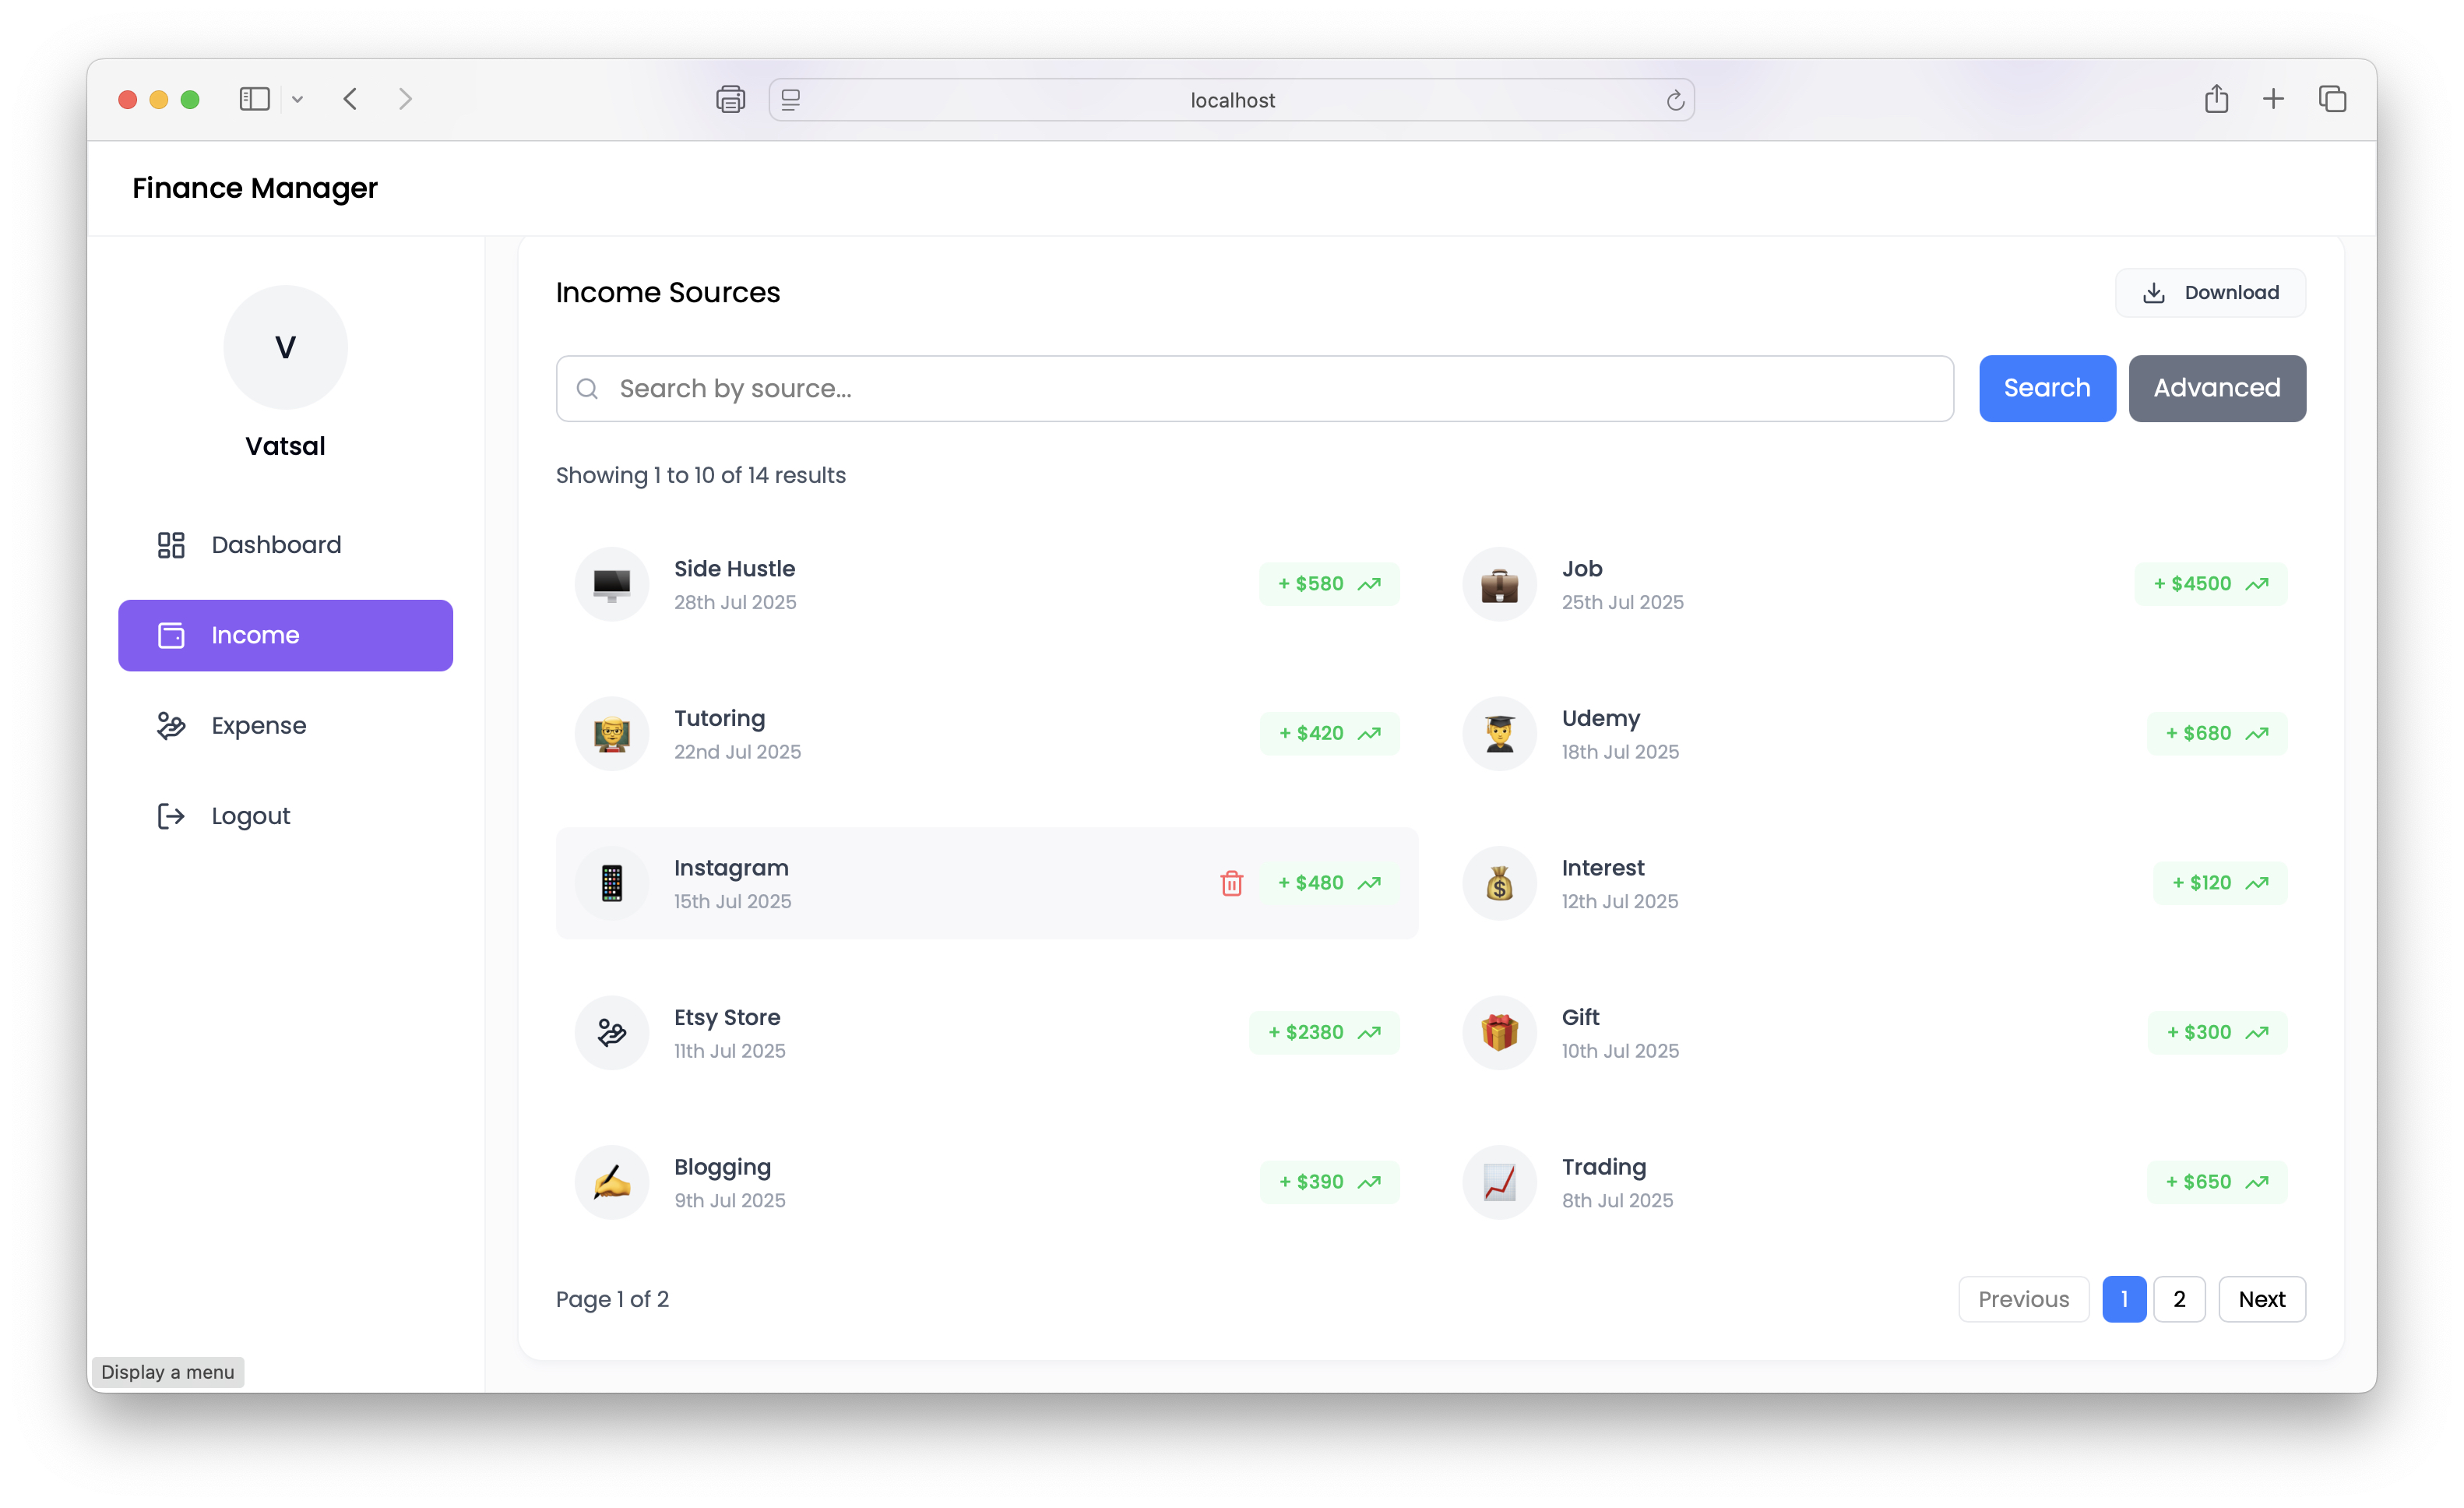 localhost
Finance Manager
V
Vatsal
Dashboard
Income
Expense
Logout
Income Sources
Download
Search by source...
Search
Advanced
Showing 1 to 10 of 14 results
Side Hustle
28th Jul 2025
+ $580
Job
25th Jul 2025
+ $4500
Tutoring
22nd Jul 2025
+ $420
Udemy
18th Jul 2025
+ $680
Instagram
15th Jul 2025
+ $480
Interest
12th Jul 2025
+ $120
Etsy Store
11th Jul 2025
+ $2380
Gift
10th Jul 2025
+ $300
Blogging
9th Jul 2025
+ $390
Trading
8th Jul 2025
+ $650
Page 1 of 2
Previous
1
2
Next
Display a menu